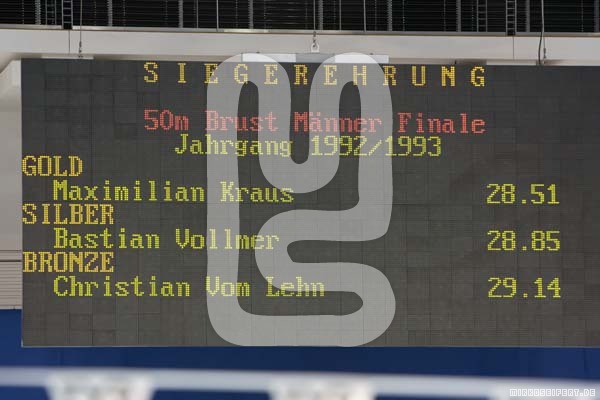 SIEGEREHRUNG
50m Brust Männer Finale
Jahrgang 1992/1993
GOLD
Maximilian Kraus 28.51
SILBER
Bastian Vollmer 28.85
BRONZE
Christian Vom Lehn 29.14